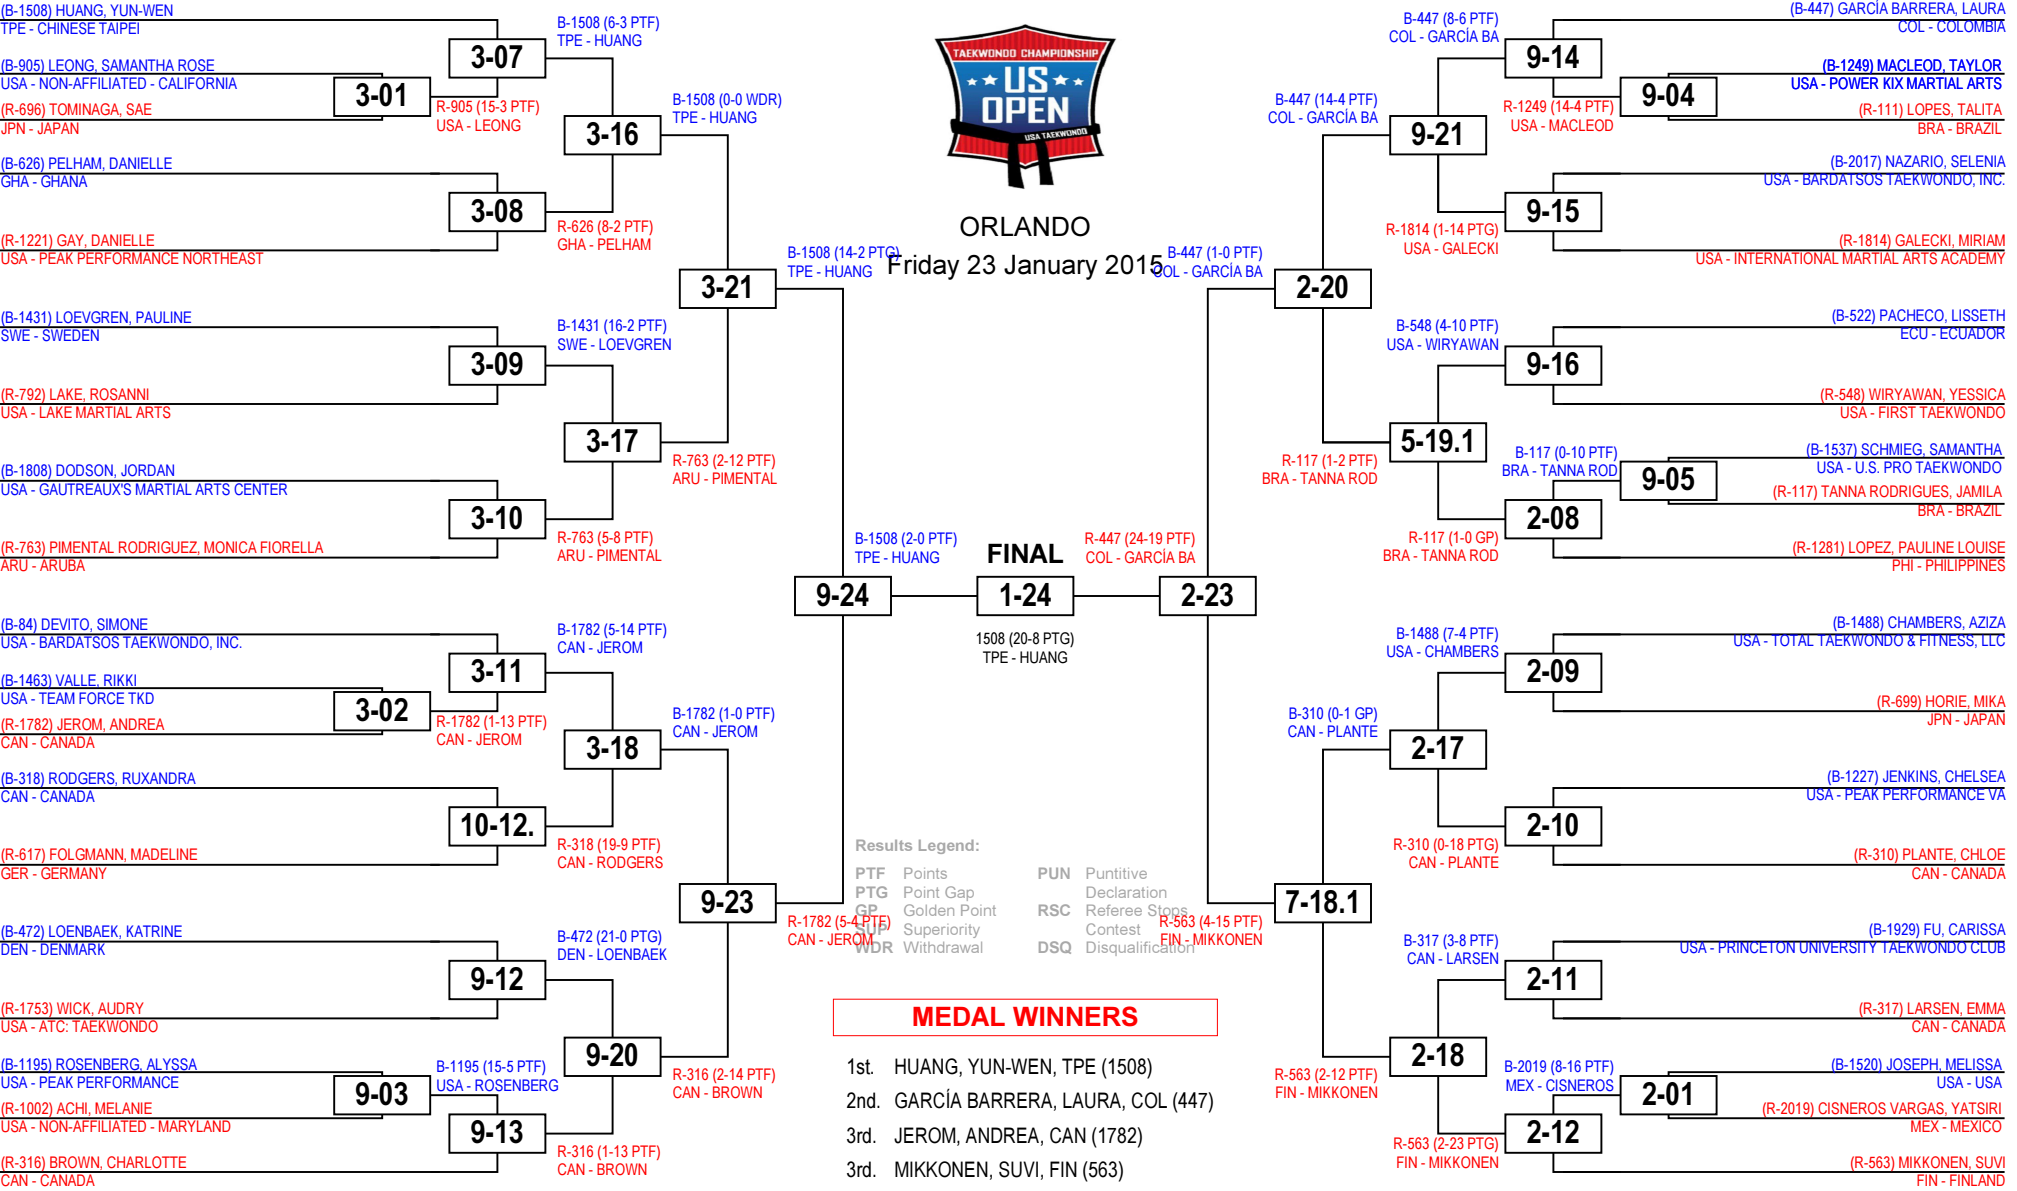 (B-1508) HUANG, YUN-WEN
TPE - CHINESE TAIPEI
(B-905) LEONG, SAMANTHA ROSE
USA - NON-AFFILIATED - CALIFORNIA
(R-696) TOMINAGA, SAE
JPN - JAPAN
(B-626) PELHAM, DANIELLE
GHA - GHANA
(R-1221) GAY, DANIELLE
USA - PEAK PERFORMANCE NORTHEAST
(B-1431) LOEVGREN, PAULINE
SWE - SWEDEN
(R-792) LAKE, ROSANNI
USA - LAKE MARTIAL ARTS
(B-1808) DODSON, JORDAN
USA - GAUTREAUX'S MARTIAL ARTS CENTER
(R-763) PIMENTAL RODRIGUEZ, MONICA FIORELLA
ARU - ARUBA
(B-84) DEVITO, SIMONE
USA - BARDATSOS TAEKWONDO, INC.
(B-1463) VALLE, RIKKI
USA - TEAM FORCE TKD
(R-1782) JEROM, ANDREA
CAN - CANADA
(B-318) RODGERS, RUXANDRA
CAN - CANADA
(R-617) FOLGMANN, MADELINE
GER - GERMANY
(B-472) LOENBAEK, KATRINE
DEN - DENMARK
(R-1753) WICK, AUDRY
USA - ATC: TAEKWONDO
(B-1195) ROSENBERG, ALYSSA
USA - PEAK PERFORMANCE
(R-1002) ACHI, MELANIE
USA - NON-AFFILIATED - MARYLAND
(R-316) BROWN, CHARLOTTE
CAN - CANADA
3-01
3-02
9-03
R-905 (15-3 PTF)
USA - LEONG
R-1782 (1-13 PTF)
CAN - JEROM
B-1195 (15-5 PTF)
USA - ROSENBERG
3-07
3-08
3-09
3-10
3-11
10-12.
9-12
9-13
B-1508 (6-3 PTF)
TPE - HUANG
R-626 (8-2 PTF)
GHA - PELHAM
B-1431 (16-2 PTF)
SWE - LOEVGREN
R-763 (5-8 PTF)
ARU - PIMENTAL
B-1782 (5-14 PTF)
CAN - JEROM
R-318 (19-9 PTF)
CAN - RODGERS
B-472 (21-0 PTG)
DEN - LOENBAEK
R-316 (1-13 PTF)
CAN - BROWN
3-16
3-17
3-18
9-20
B-1508 (0-0 WDR)
TPE - HUANG
R-763 (2-12 PTF)
ARU - PIMENTAL
B-1782 (1-0 PTF)
CAN - JEROM
R-316 (2-14 PTF)
CAN - BROWN
3-21
9-23
B-1508 (14-2 PTG)
TPE - HUANG
R-1782 (5-4 PTF)
CAN - JEROM
9-24
B-1508 (2-0 PTF)
TPE - HUANG
TAEKWONDO CHAMPIONSHIP
US
OPEN
USA TAEKWONDO
ORLANDO
Friday 23 January 2015
FINAL
1-24
1508 (20-8 PTG)
TPE - HUANG
R-447 (24-19 PTF)
COL - GARCÍA BA
2-23
B-447 (1-0 PTF)
COL - GARCÍA BA
R-563 (4-15 PTF)
FIN - MIKKONEN
2-20
7-18.1
B-447 (14-4 PTF)
COL - GARCÍA BA
R-117 (1-2 PTF)
BRA - TANNA ROD
B-310 (0-1 GP)
CAN - PLANTE
R-563 (2-12 PTF)
FIN - MIKKONEN
9-21
5-19.1
2-17
2-18
B-447 (8-6 PTF)
COL - GARCÍA BA
R-1814 (1-14 PTG)
USA - GALECKI
B-548 (4-10 PTF)
USA - WIRYAWAN
R-117 (1-0 GP)
BRA - TANNA ROD
B-1488 (7-4 PTF)
USA - CHAMBERS
R-310 (0-18 PTG)
CAN - PLANTE
B-317 (3-8 PTF)
CAN - LARSEN
R-563 (2-23 PTG)
FIN - MIKKONEN
9-14
9-15
9-16
2-08
2-09
2-10
2-11
2-12
R-1249 (14-4 PTF)
USA - MACLEOD
B-117 (0-10 PTF)
BRA - TANNA ROD
B-2019 (8-16 PTF)
MEX - CISNEROS
9-04
9-05
2-01
(B-447) GARCÍA BARRERA, LAURA
COL - COLOMBIA
(B-1249) MACLEOD, TAYLOR
USA - POWER KIX MARTIAL ARTS
(R-111) LOPES, TALITA
BRA - BRAZIL
(B-2017) NAZARIO, SELENIA
USA - BARDATSOS TAEKWONDO, INC.
(R-1814) GALECKI, MIRIAM
USA - INTERNATIONAL MARTIAL ARTS ACADEMY
(B-522) PACHECO, LISSETH
ECU - ECUADOR
(R-548) WIRYAWAN, YESSICA
USA - FIRST TAEKWONDO
(B-1537) SCHMIEG, SAMANTHA
USA - U.S. PRO TAEKWONDO
(R-117) TANNA RODRIGUES, JAMILA
BRA - BRAZIL
(R-1281) LOPEZ, PAULINE LOUISE
PHI - PHILIPPINES
(B-1488) CHAMBERS, AZIZA
USA - TOTAL TAEKWONDO & FITNESS, LLC
(R-699) HORIE, MIKA
JPN - JAPAN
(B-1227) JENKINS, CHELSEA
USA - PEAK PERFORMANCE VA
(R-310) PLANTE, CHLOE
CAN - CANADA
(B-1929) FU, CARISSA
USA - PRINCETON UNIVERSITY TAEKWONDO CLUB
(R-317) LARSEN, EMMA
CAN - CANADA
(B-1520) JOSEPH, MELISSA
USA - USA
(R-2019) CISNEROS VARGAS, YATSIRI
MEX - MEXICO
(R-563) MIKKONEN, SUVI
FIN - FINLAND
Results Legend:
PTF Points
PTG Point Gap
GP Golden Point
SUP Superiority
WDR Withdrawal
PUN Puntitive
Declaration
RSC Referee Stops
Contest
DSQ Disqualification
MEDAL WINNERS
1st. HUANG, YUN-WEN, TPE (1508)
2nd. GARCÍA BARRERA, LAURA, COL (447)
3rd. JEROM, ANDREA, CAN (1782)
3rd. MIKKONEN, SUVI, FIN (563)